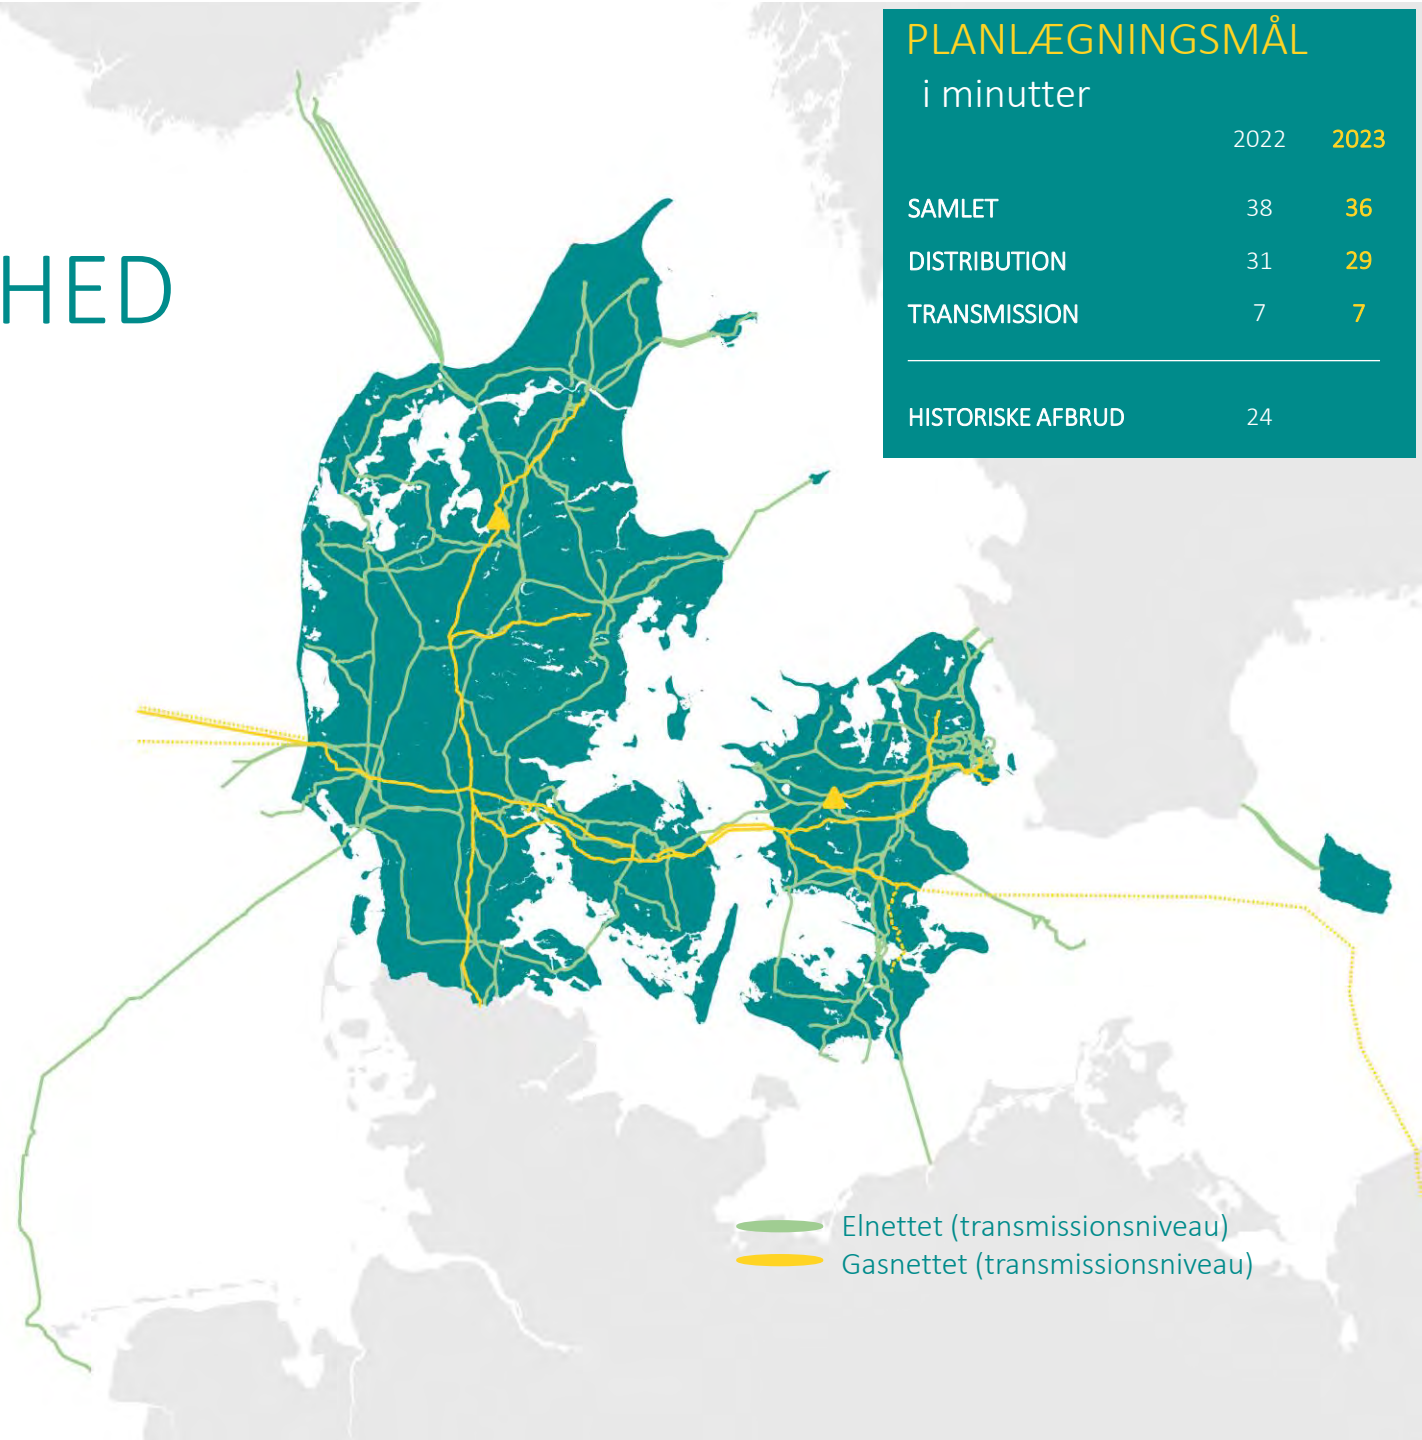 PLANLÆGNINGSMÅL
i minutter
2022 2023
SAMLET 38 36
DISTRIBUTION 31 29
TRANSMISSION 7 7
HISTORISKE AFBRUD 24
HED
Elnettet (transmissionsniveau)
Gasnettet (transmissionsniveau)